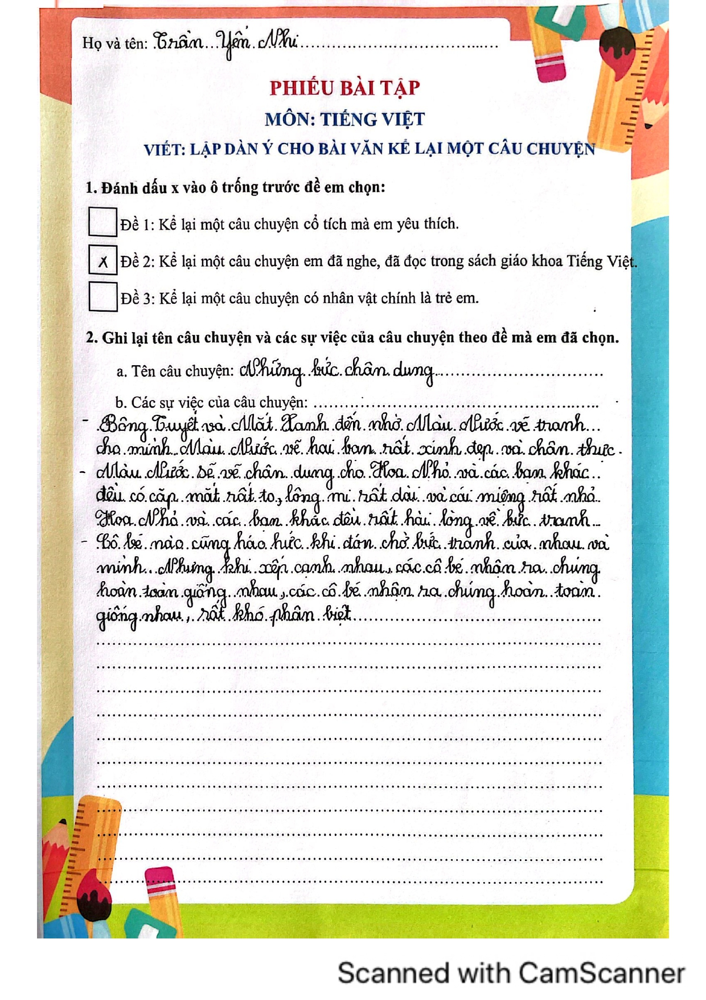 Họ và tên: Trần Yến Nhi
PHIẾU BÀI TẬP
MÔN: TIẾNG VIỆT
VIẾT: LẬP DÀN Ý CHO BÀI VĂN KỂ LẠI MỘT CÂU CHUYỆN
1. Đánh dấu x vào ô trống trước đề em chọn:
Đề 1: Kể lại một câu chuyện cổ tích mà em yêu thích.
x Đề 2: Kể lại một câu chuyện em đã nghe, đã đọc trong sách giáo khoa Tiếng Việt.
Đề 3: Kể lại một câu chuyện có nhân vật chính là trẻ em.
2. Ghi lại tên câu chuyện và các sự việc của câu chuyện theo đề mà em đã chọn.
a. Tên câu chuyện: Những bức chân dung
b. Các sự việc của câu chuyện:
- Bông Tuyết và Mắt Xanh đến nhờ Màu Nước vẽ tranh
cho mình. Màu Nước vẽ hai bạn rất xinh đẹp và chân thực.
- Màu Nước sẽ vẽ chân dung cho Hoa Nhỏ và các bạn khác
đều có cặp mắt rất to, lông mi rất dài và cái miệng rất nhỏ.
Hoa Nhỏ và các bạn khác đều rất hài lòng về bức tranh
- Cô bé nào cũng háo hức khi đón chờ bức tranh của nhau và
mình. Nhưng khi xếp cạnh nhau, các cô bé nhận ra chúng
hoàn toàn giống nhau, các cô bé nhận ra chúng hoàn toàn
giống nhau, rất khó phân biệt.
Scanned with CamScanner